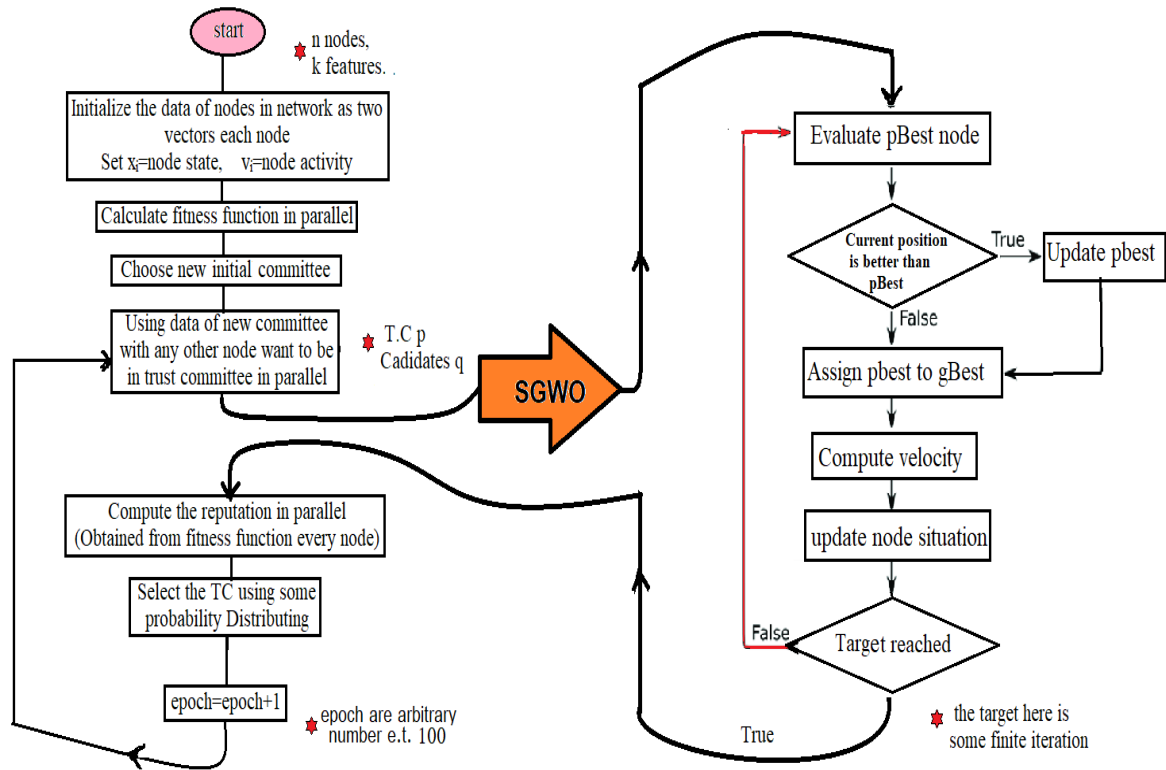 start
n nodes,
k features. .
Initialize the data of nodes in network as two
vectors each node
Set xᵢ=node state, vᵢ=node activity
Calculate fitness function in parallel
Choose new initial committee
Using data of new committee
with any other node want to be
in trust committee in parallel
T.C p
Cadidates q
SGWO
Evaluate pBest node
Current position
is better than
pBest
True
Update pbest
False
Assign pbest to gBest
Compute velocity
update node situation
Target reached
False
True
the target here is
some finite iteration
Compute the reputation in parallel
(Obtained from fitness function every node)
Select the TC using some
probability Distributing
epoch=epoch+1
epoch are arbitrary
number e.t. 100